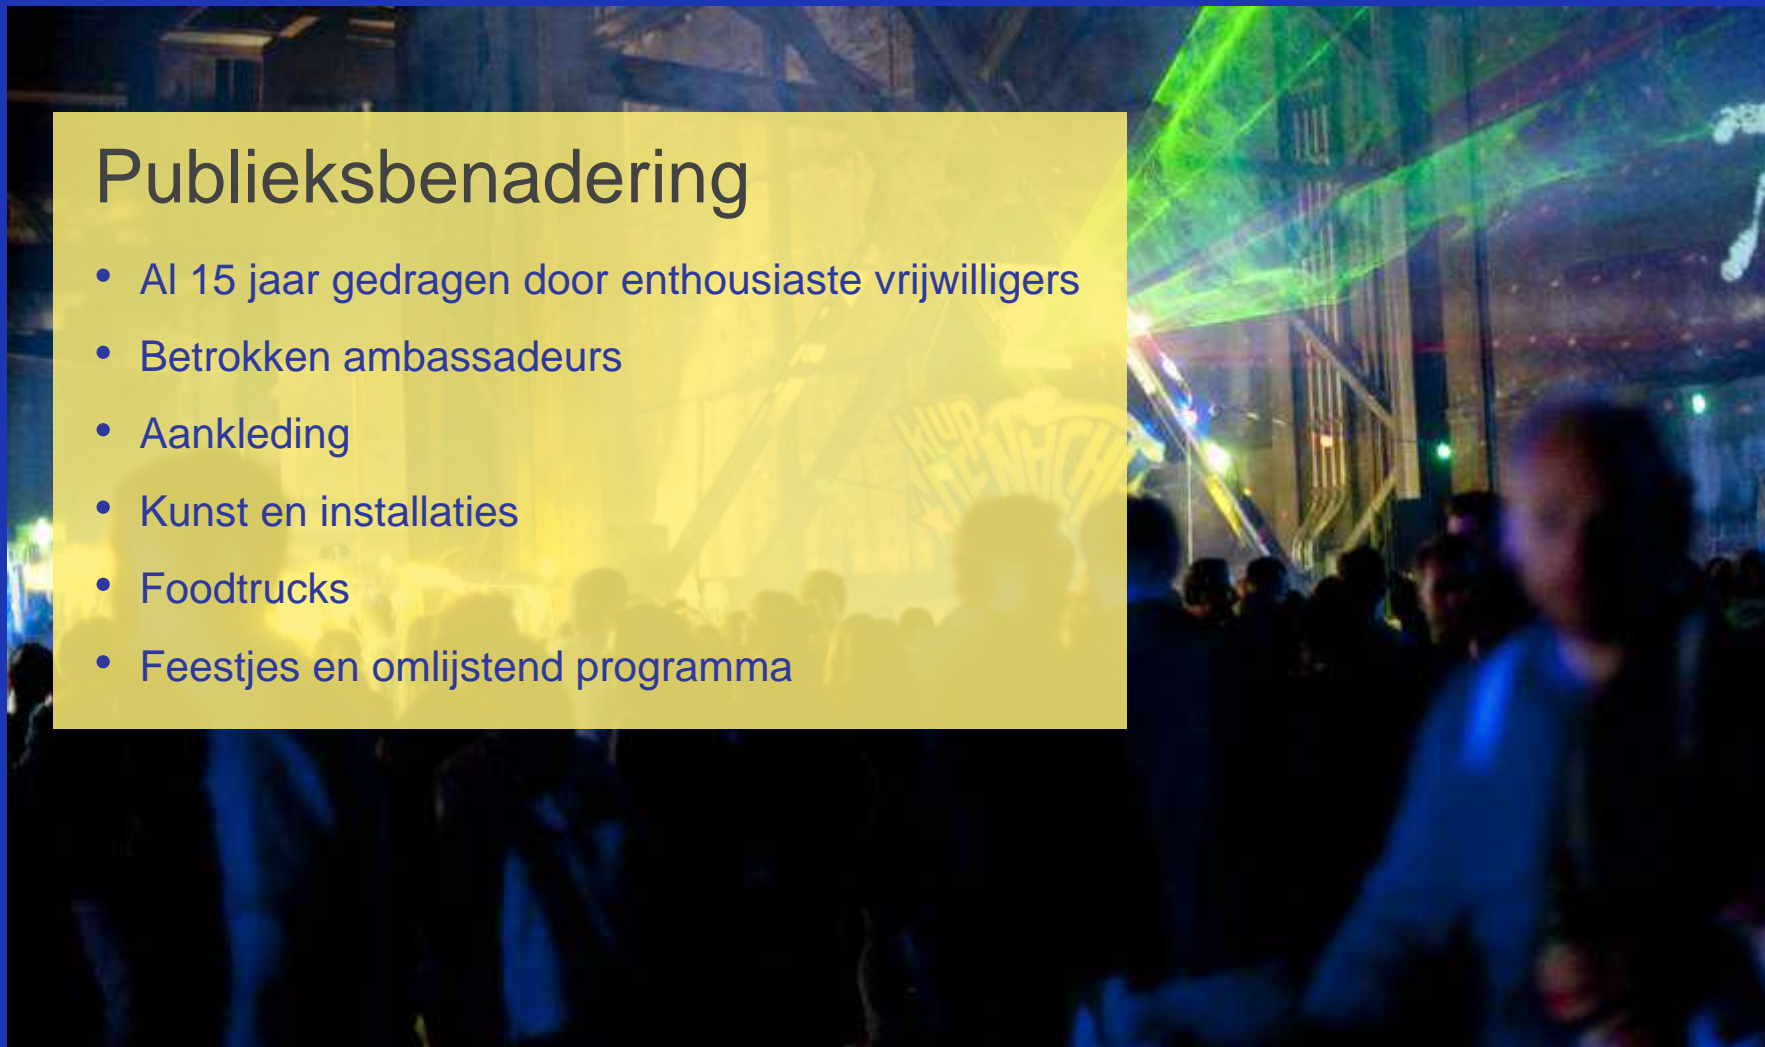 Publieksbenadering
• Al 15 jaar gedragen door enthousiaste vrijwilligers
• Betrokken ambassadeurs
• Aankleding
• Kunst en installaties
• Foodtrucks
• Feestjes en omlijstend programma
KLUP